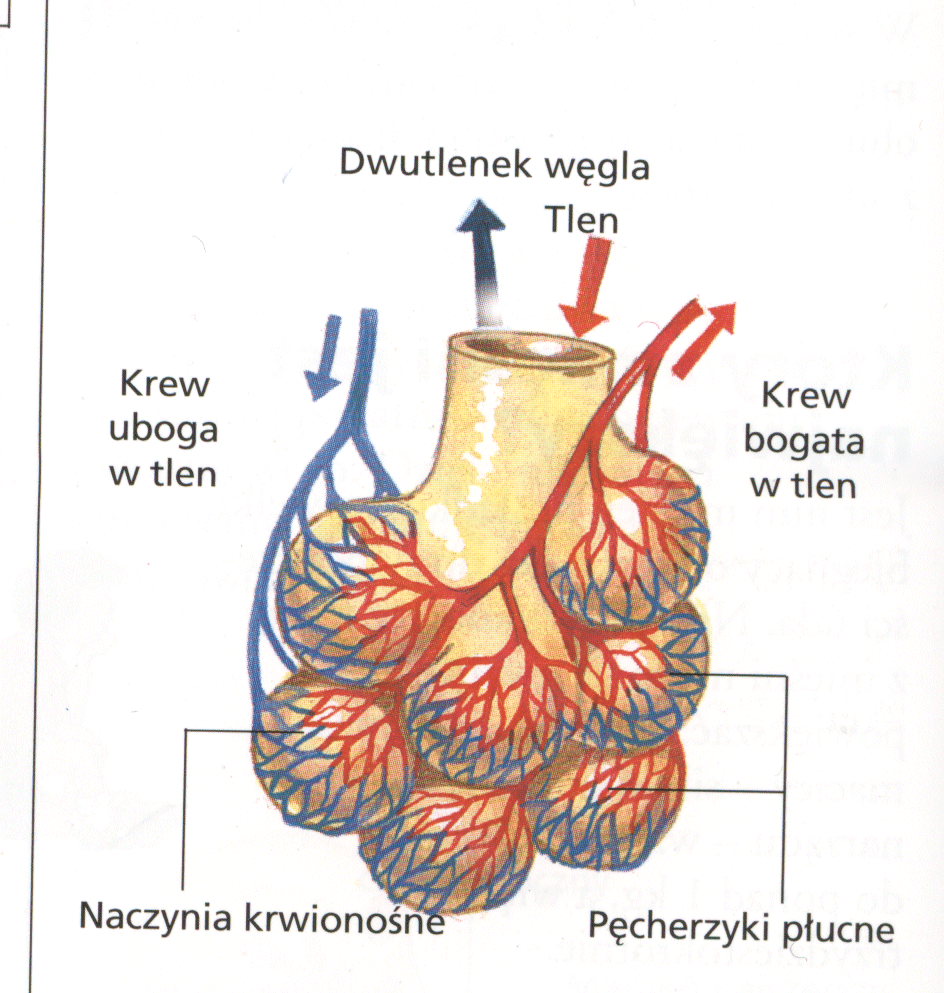 Dwutlenek węgla
Tlen
Krew
uboga
w tlen
Krew
bogata
w tlen
Naczynia krwionośne
Pęcherzyki płucne